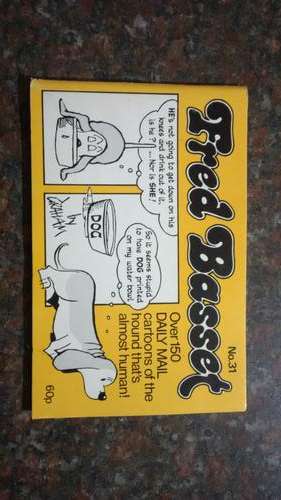 Fred Basset
No.31
HE's not going to get down on his
knees and drink out of it,
is he?!... Nor is SHE!
So it seems stupid
to have DOG printed
on my water bowl
DOG
by
GRAHAM
Over 150
DAILY MAIL
cartoons of the
hound that's
almost human!
60p